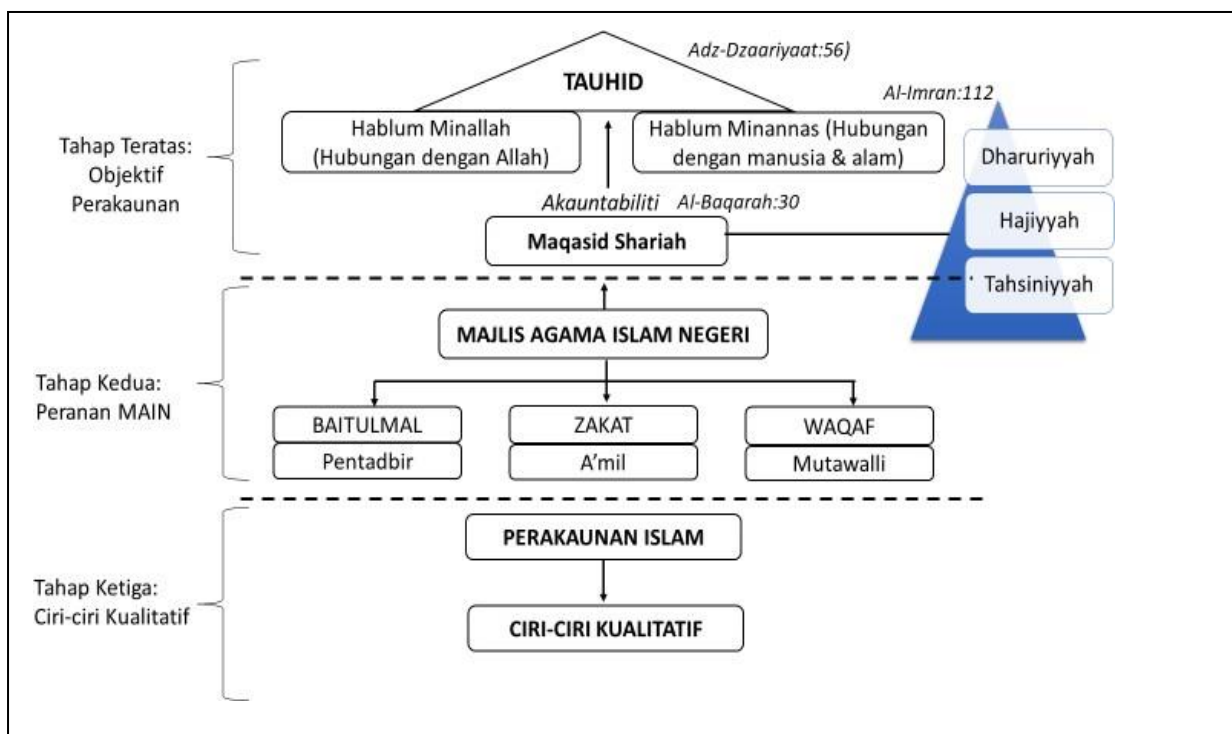 Adz-Dzaariyaat:56)
TAUHID
Al-Imran:112
Hablum Minallah
(Hubungan dengan Allah)
Hablum Minannas (Hubungan
dengan manusia & alam)
Tahap Teratas:
Objektif
Perakaunan
Dharuriyyah
Hajiyyah
Tahsiniyyah
Akauntabiliti
Al-Baqarah:30
Maqasid Shariah
MAJLIS AGAMA ISLAM NEGERI
Tahap Kedua:
Peranan MAIN
BAITULMAL
Pentadbir
ZAKAT
A’mil
WAQAF
Mutawalli
PERAKAUNAN ISLAM
Tahap Ketiga:
Ciri-ciri Kualitatif
CIRI-CIRI KUALITATIF